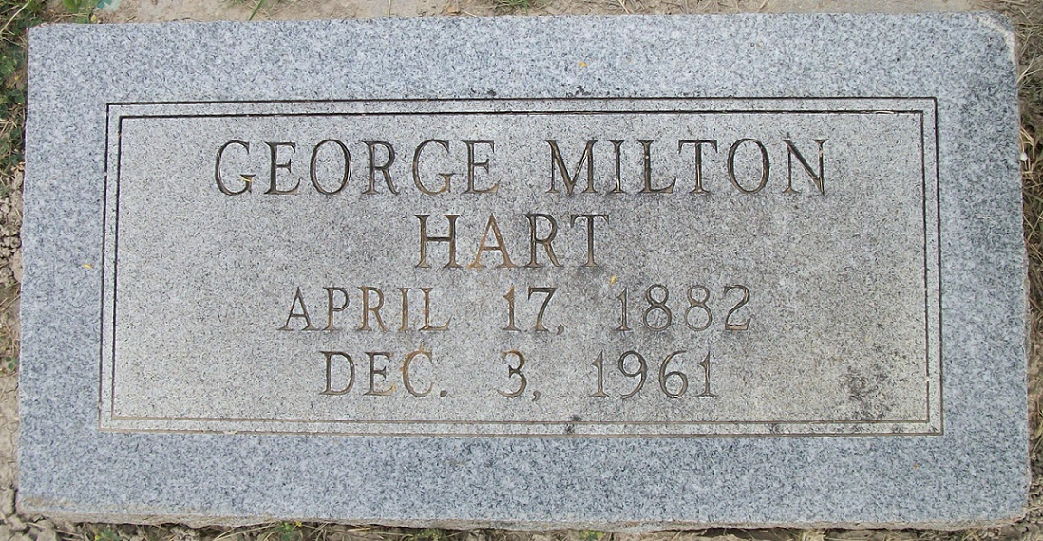 GEORGE MILTON
HART
APRIL 17, 1882
DEC. 3, 1961